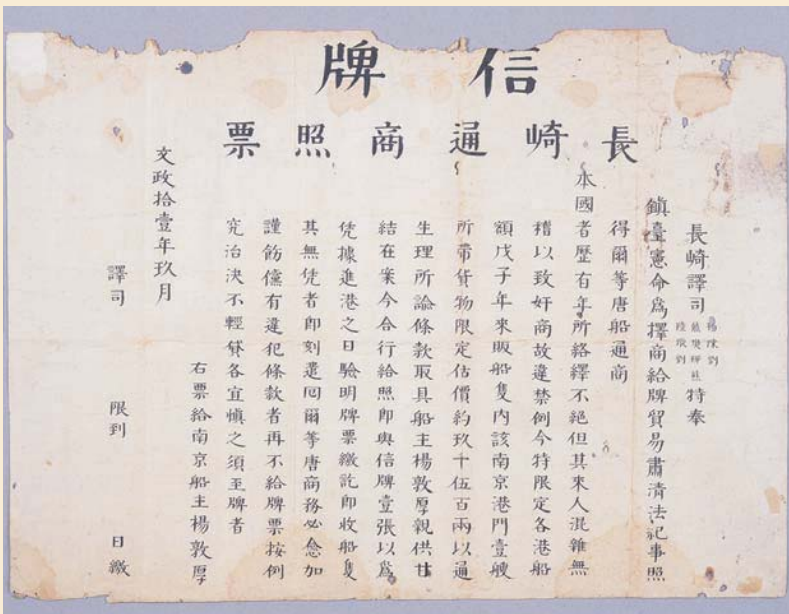 信牌
長崎通商照票
長崎譯司 特奉
鎮臺憲命爲擇商給牌貿易肅清法紀事照
得爾等唐船通商
本國者歷有年所絡繹不絕但其來人混雜無
稽以致奸商故違禁例今特限定各港船
額戊子年來販船隻内該南京港門壹艘
所帶貨物限定估價約玖千伍百兩以通
生理所諭條款取具船主楊敦厚親供甘
結在案今合行給照即與信牌壹張以爲
凭據進港之日驗明牌票繳訖即收船隻
其無凭者即刻遣回爾等唐商務必愈加
謹飭儻有違犯條款者再不給牌票按例
究治決不輕貸各宜愼之須至牌者
右票給南京船主楊敦厚
文政拾壹年玖月
譯司 限到 日繳